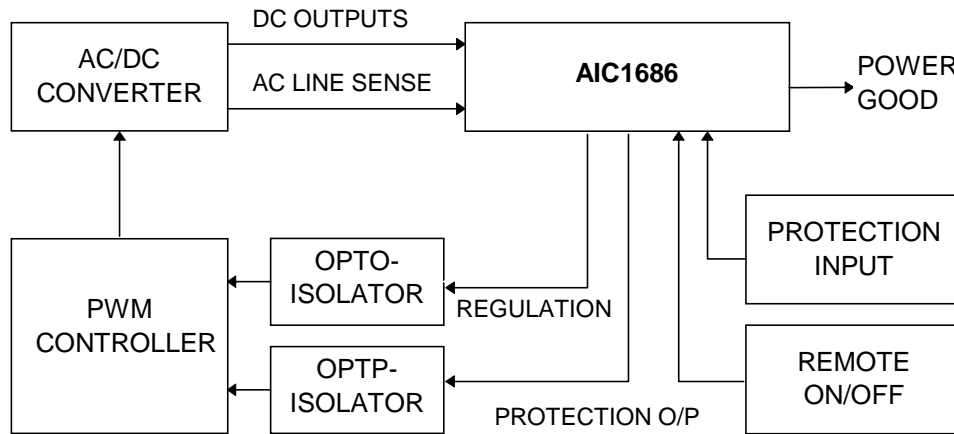 DC OUTPUTS
AC/DC
CONVERTER
AC LINE SENSE
AIC1686
POWER
GOOD
OPTO-
ISOLATOR
REGULATION
PROTECTION
INPUT
PWM
CONTROLLER
OPTP-
ISOLATOR
PROTECTION O/P
REMOTE
ON/OFF